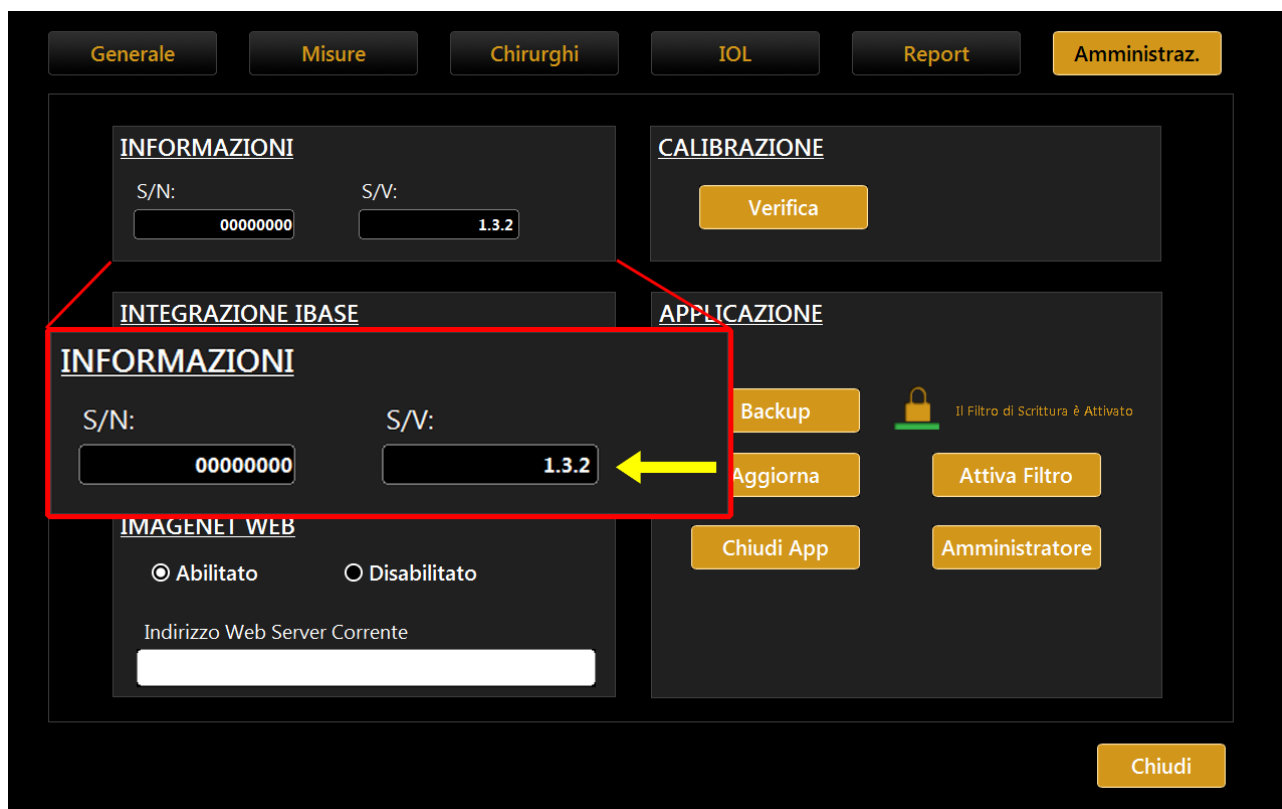 Generale Misure Chirurghi IOL Report Amministraz.
INFORMAZIONI
S/N: S/V:
00000000 1.3.2
CALIBRAZIONE
Verifica
INTEGRAZIONE IBASE
INFORMAZIONI
S/N: S/V:
00000000 1.3.2
IMAGENET WEB
Abilitato Disabilitato
Indirizzo Web Server Corrente
APPLICAZIONE
Backup Il Filtro di Scrittura è Attivato
Aggiorna Attiva Filtro
Chiudi App Amministratore
Chiudi